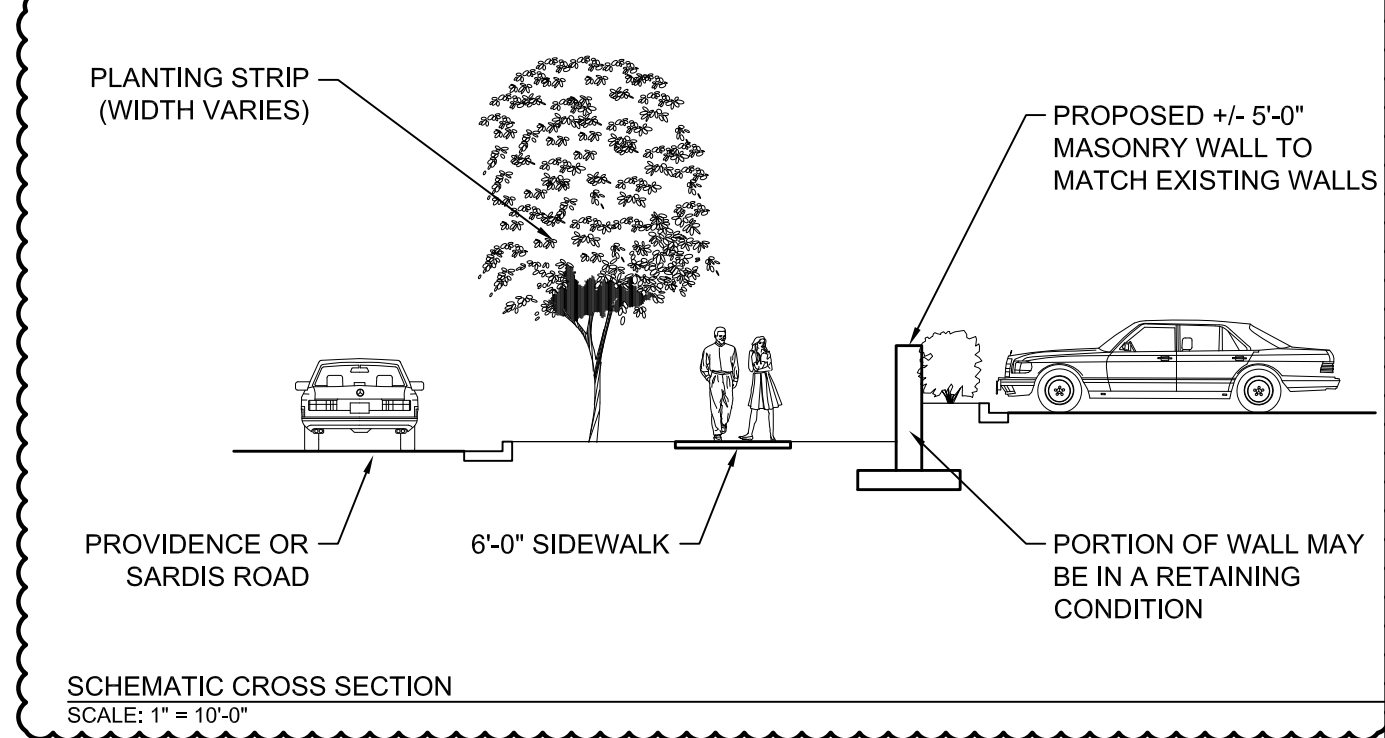 PLANTING STRIP
(WIDTH VARIES)
PROPOSED +/- 5'-0"
MASONRY WALL TO
MATCH EXISTING WALLS
PROVIDENCE OR
SARDIS ROAD
6'-0" SIDEWALK
PORTION OF WALL MAY
BE IN A RETAINING
CONDITION
SCHEMATIC CROSS SECTION
SCALE: 1" = 10'-0"